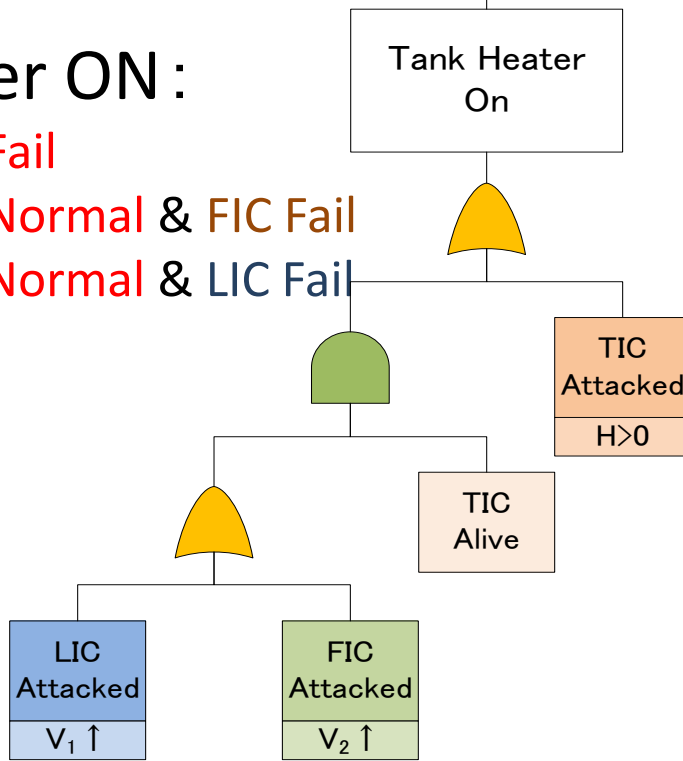 er ON:
Fail
Normal & FIC Fail
Normal & LIC Fail
Tank Heater
On
TIC
Attacked
H>0
TIC
Alive
LIC
Attacked
V₁ ↑
FIC
Attacked
V₂ ↑